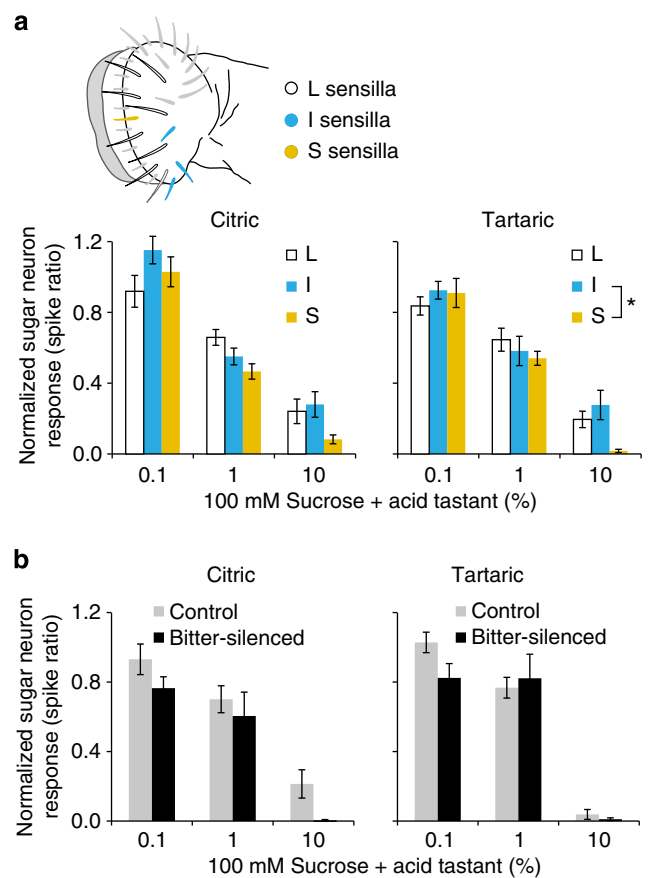 a
L sensilla
I sensilla
S sensilla
Citric
Tartaric
Normalized sugar neuron
response (spike ratio)
1.2
0.8
0.4
0.0
L
I
S
L
I
S
*
0.1
1
10
0.1
1
10
100 mM Sucrose + acid tastant (%)
b
Citric
Tartaric
Normalized sugar neuron
response (spike ratio)
1.2
0.8
0.4
0.0
Control
Bitter-silenced
Control
Bitter-silenced
0.1
1
10
0.1
1
10
100 mM Sucrose + acid tastant (%)